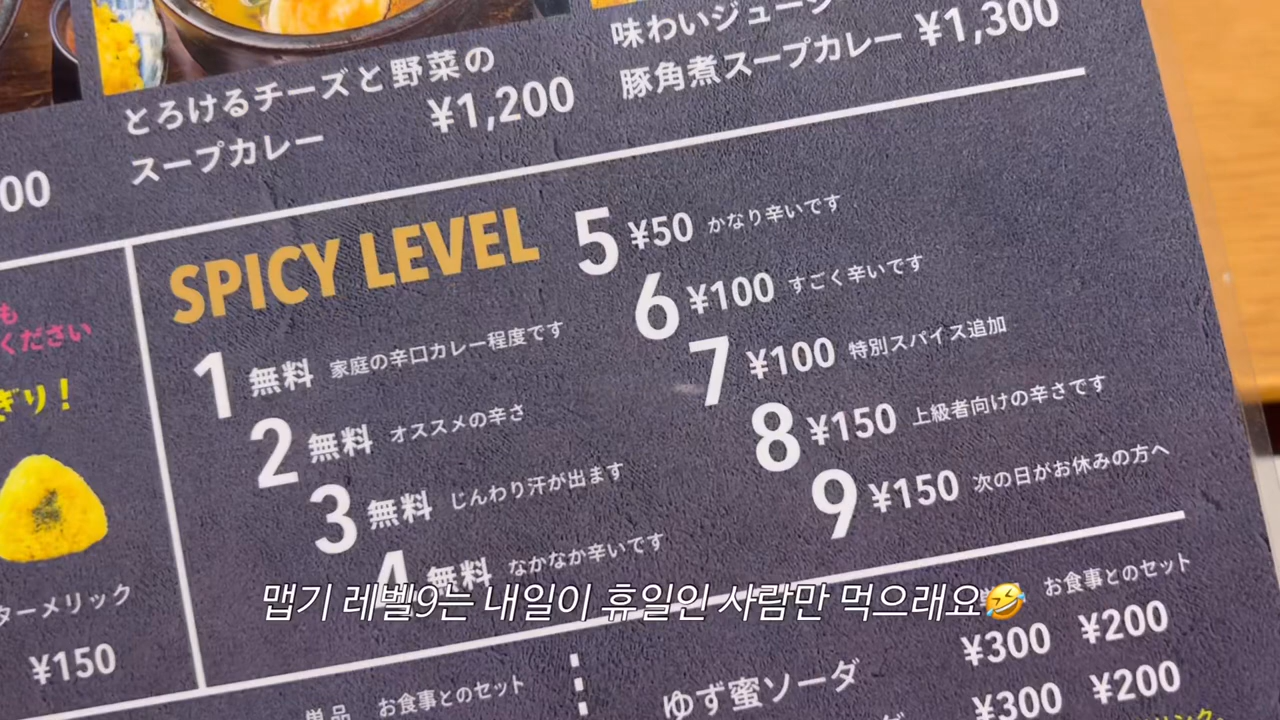 とろけるチーズと野菜の
スープカレー ¥1,200
味わいジューシー
豚角煮スープカレー ¥1,300
00
も
ください
ぎり!
ターメリック
¥150
SPICY LEVEL
1 無料 家庭の辛口カレー程度です
2 無料 オススメの辛さ
3 無料 じんわり汗が出ます
4 無料 なかなか辛いです
5 ¥50 かなり辛いです
6 ¥100 すごく辛いです
7 ¥100 特別スパイス追加
8 ¥150 上級者向けの辛さです
9 ¥150 次の日がお休みの方へ
맵기 레벨9는 내일이 휴일인 사람만 먹으래요🤣
単品 お食事とのセット
お食事とのセット
ゆず蜜ソーダ ¥300 ¥200
¥300 ¥200